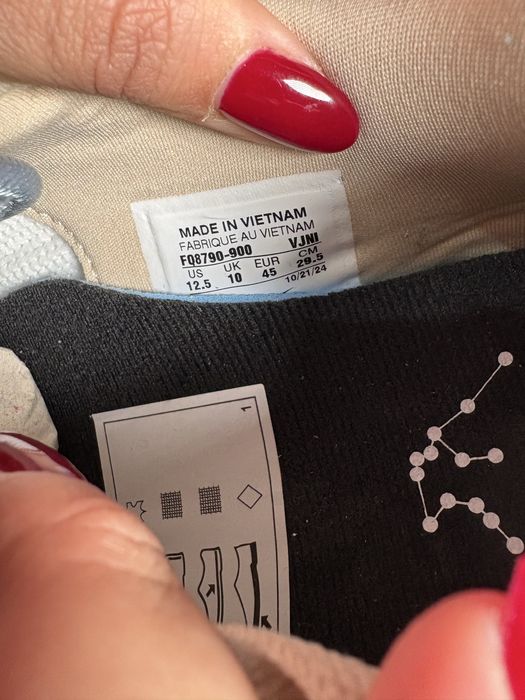 MADE IN VIETNAM
FABRIQUE AU VIETNAM
FQ8790-900 VJNI
US UK EUR CM
12.5 10 45 29.5
10/21/24
1